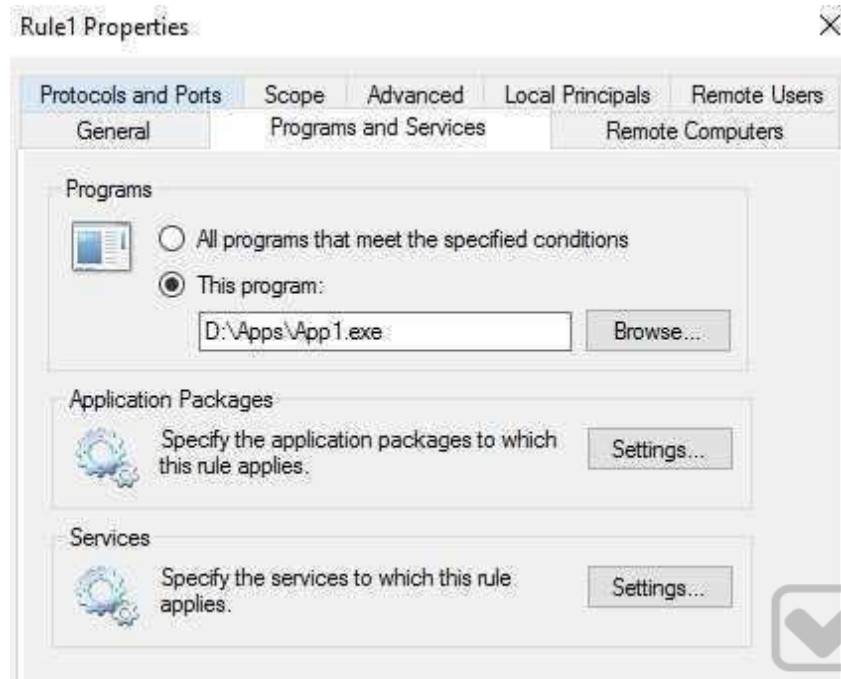 Rule1 Properties
Protocols and Ports Scope Advanced Local Principals Remote Users
General Programs and Services Remote Computers
Programs
All programs that meet the specified conditions
This program:
D:\Apps\App1.exe Browse...
Application Packages
Specify the application packages to which Settings...
this rule applies.
Services
Specify the services to which this rule Settings...
applies.